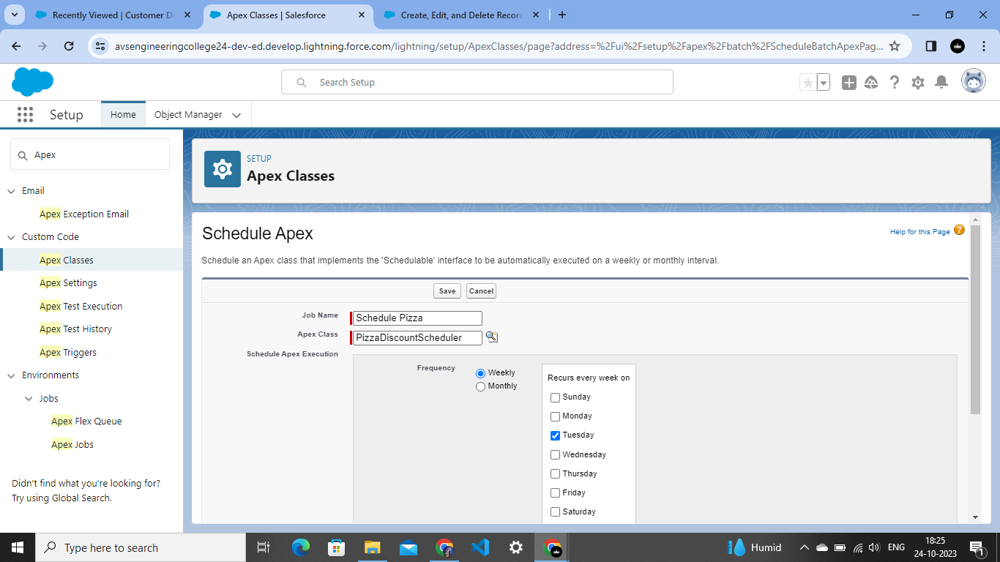 Recently Viewed | Customer De
Apex Classes | Salesforce
Create, Edit, and Delete Record
avsengineeringcollege24-dev-ed.develop.lightning.force.com/lightning/setup/ApexClasses/page?address=%2Fui%2Fsetup%2Fapex%2Fbatch%2FScheduleBatchApexPag...
Search Setup
Setup
Home
Object Manager
Apex
Email
Apex Exception Email
Custom Code
Apex Classes
Apex Settings
Apex Test Execution
Apex Test History
Apex Triggers
Environments
Jobs
Apex Flex Queue
Apex Jobs
Didn't find what you're looking for?
Try using Global Search.
SETUP
Apex Classes
Schedule Apex
Help for this Page ?
Schedule an Apex class that implements the 'Schedulable' interface to be automatically executed on a weekly or monthly interval.
Save Cancel
Job Name Schedule Pizza
Apex Class PizzaDiscountScheduler
Schedule Apex Execution
Frequency
Weekly
Monthly
Recurs every week on
Sunday
Monday
Tuesday
Wednesday
Thursday
Friday
Saturday
Type here to search
Humid
ENG
18:25
24-10-2023
1